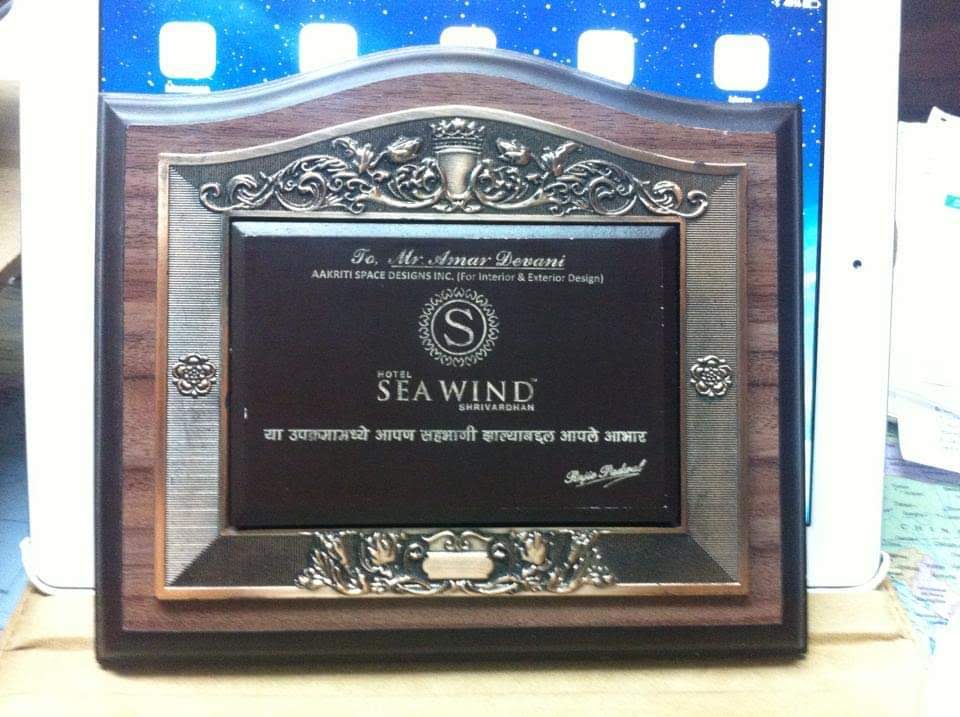 To, Mr. Amar Devani
AAKRITI SPACE DESIGNS INC. (For Interior & Exterior Design)
S
HOTEL
SEA WIND™
SHRIVARDHAN
या उपक्रमामध्ये आपण सहभागी झाल्याबद्दल आपले आभार